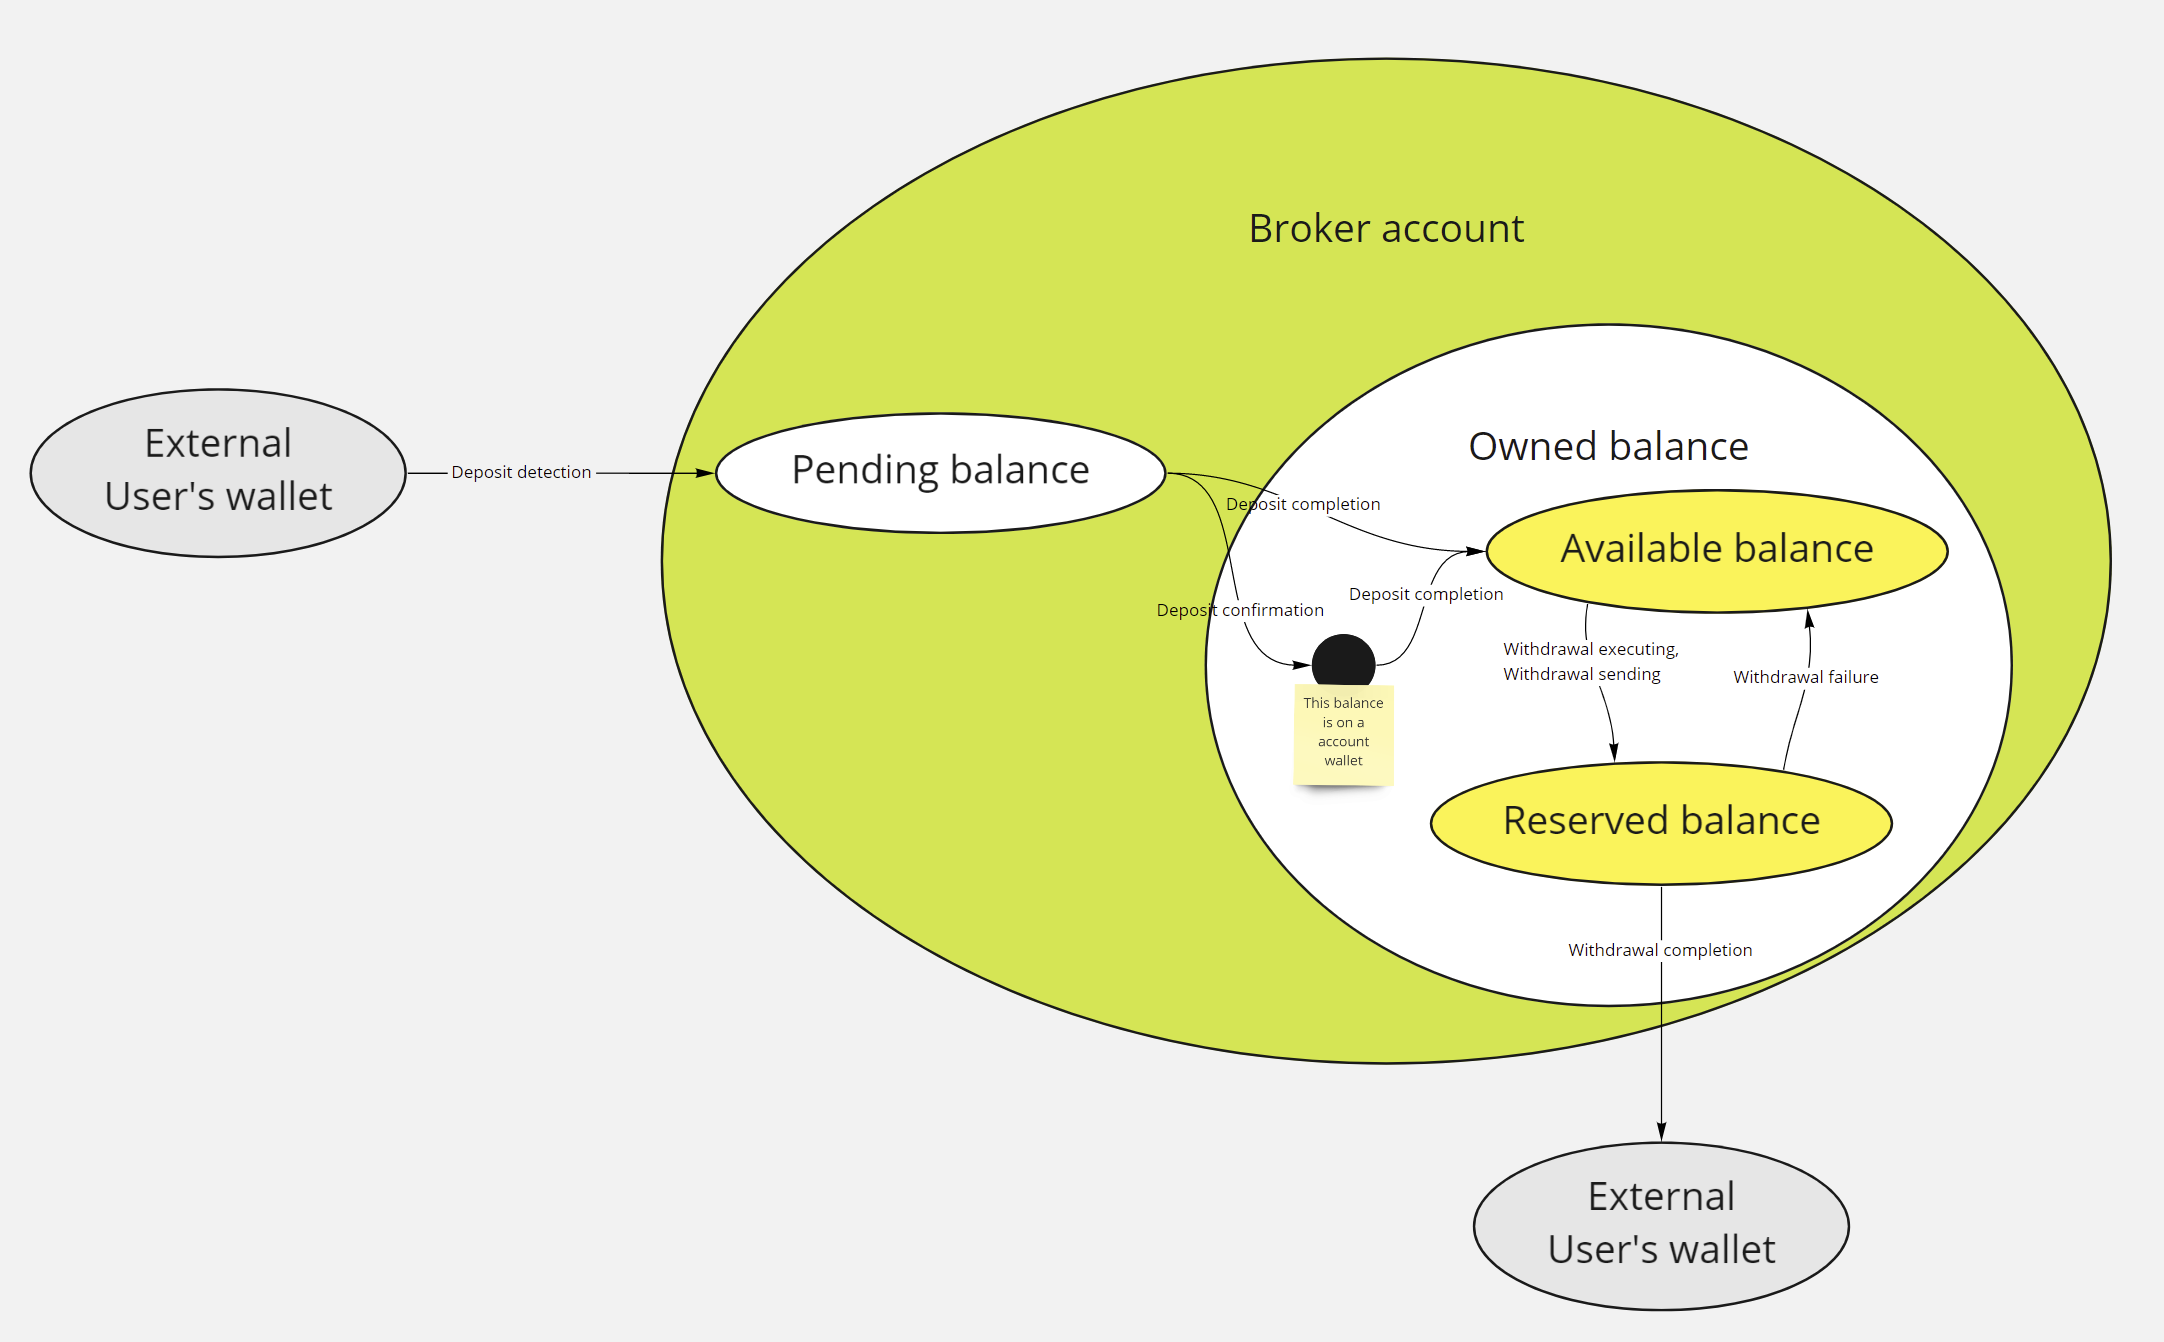 Broker account
External
User's wallet
Deposit detection
Pending balance
Owned balance
Deposit completion
Available balance
Deposit confirmation
Deposit completion
Withdrawal executing,
Withdrawal sending
Withdrawal failure
This balance
is on a
account
wallet
Reserved balance
Withdrawal completion
External
User's wallet